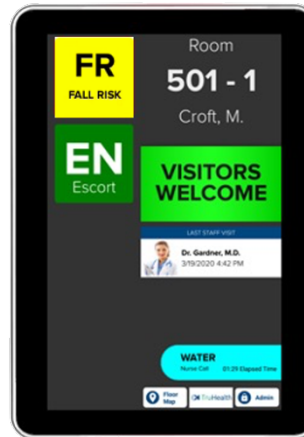 FR
FALL RISK
EN
Escort
Room
501 - 1
Croft, M.
VISITORS
WELCOME
LAST STAFF VISIT
Dr. Gardner, M.D.
3/19/2020 4:42 PM
WATER
Nurse Call 01:29 Elapsed Time
Floor
Map
TruHealth
Admin